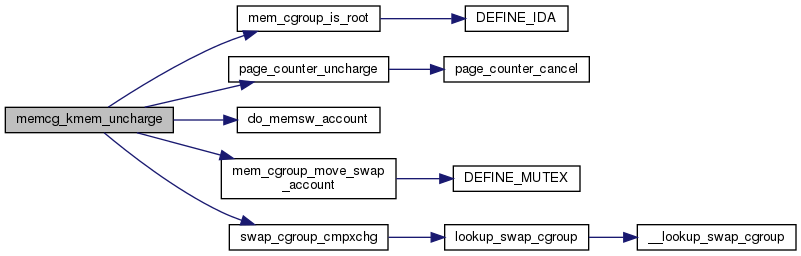 mem_cgroup_is_root
DEFINE_IDA
page_counter_uncharge
page_counter_cancel
memcg_kmem_uncharge
do_memsw_account
mem_cgroup_move_swap
_account
DEFINE_MUTEX
swap_cgroup_cmpxchg
lookup_swap_cgroup
__lookup_swap_cgroup